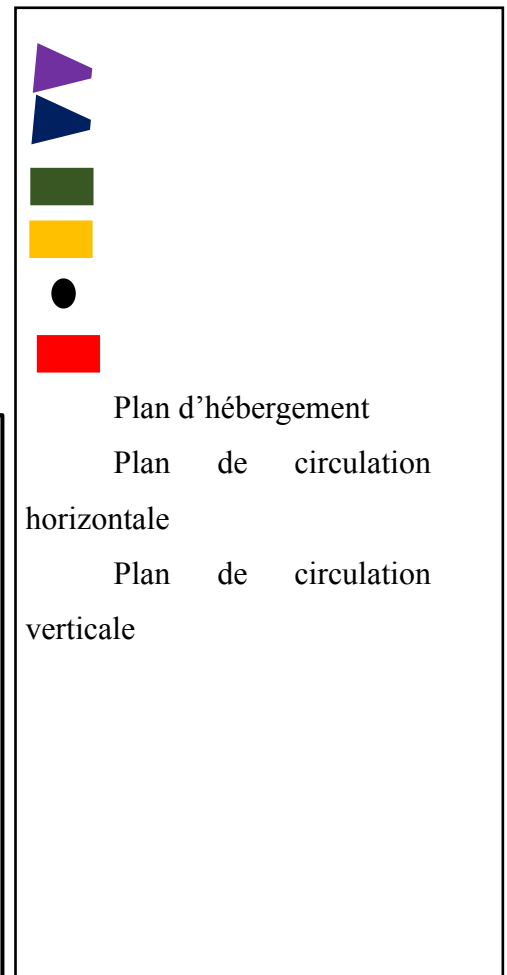 Plan d’hébergement
Plan de circulation
horizontale
Plan de circulation
verticale